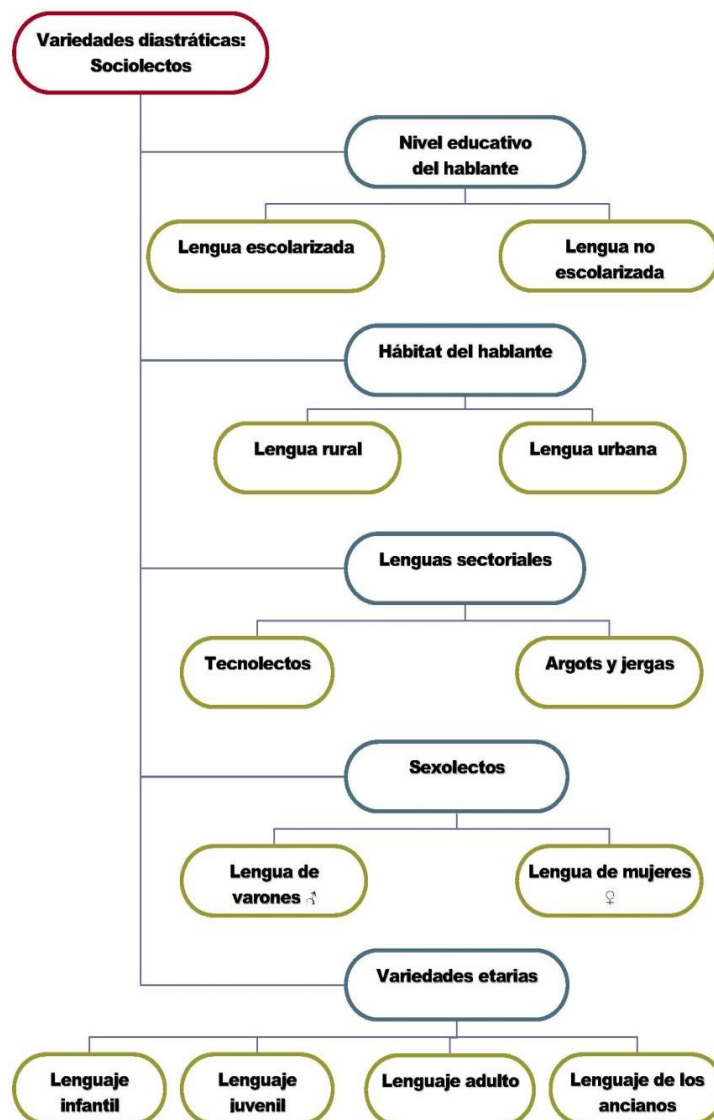 Variedades diastráticas:
Sociolectos
Nivel educativo
del hablante
Lengua escolarizada
Lengua no
escolarizada
Hábitat del hablante
Lengua rural
Lengua urbana
Lenguas sectoriales
Tecnolectos
Argots y jergas
Sexolectos
Lengua de
varones ♂
Lengua de mujeres
♀
Variedades etarias
Lenguaje
infantil
Lenguaje
juvenil
Lenguaje adulto
Lenguaje de los
ancianos